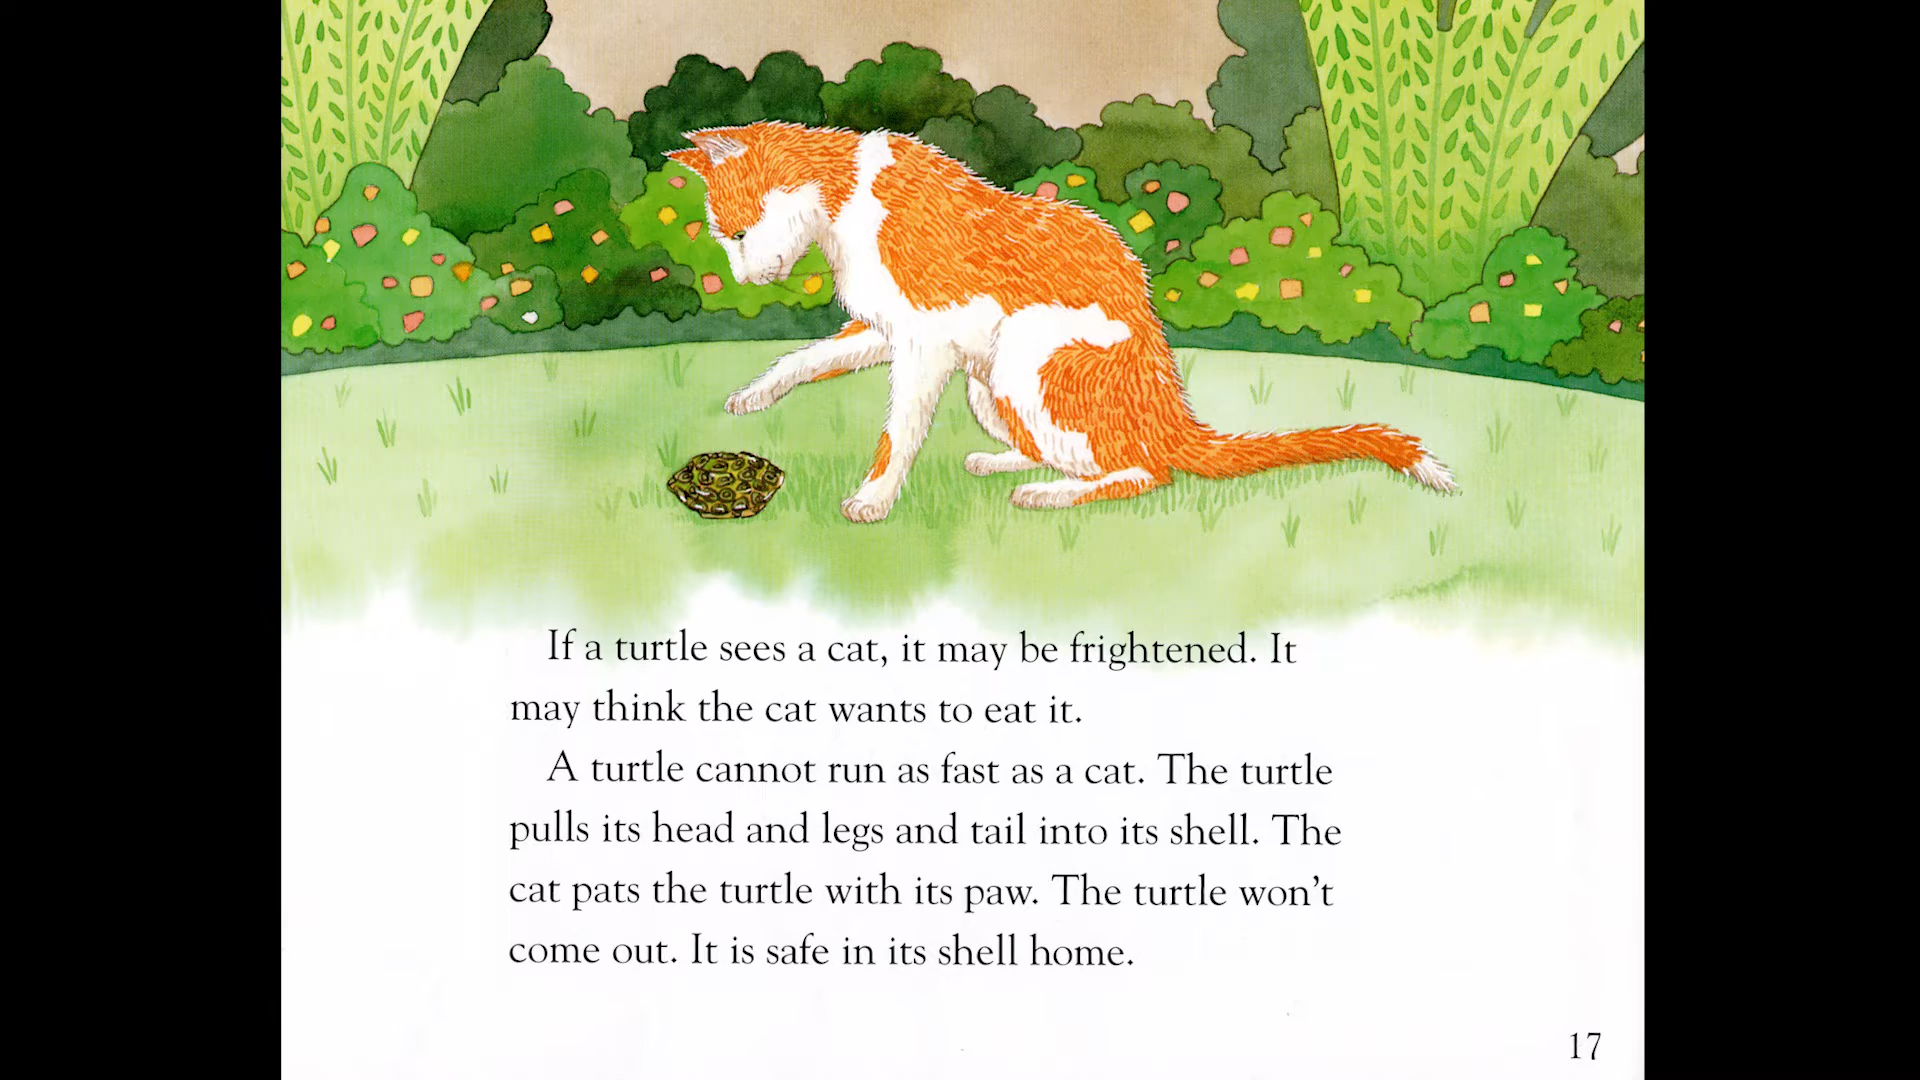 If a turtle sees a cat, it may be frightened. It
may think the cat wants to eat it.
A turtle cannot run as fast as a cat. The turtle
pulls its head and legs and tail into its shell. The
cat pats the turtle with its paw. The turtle won’t
come out. It is safe in its shell home.
17